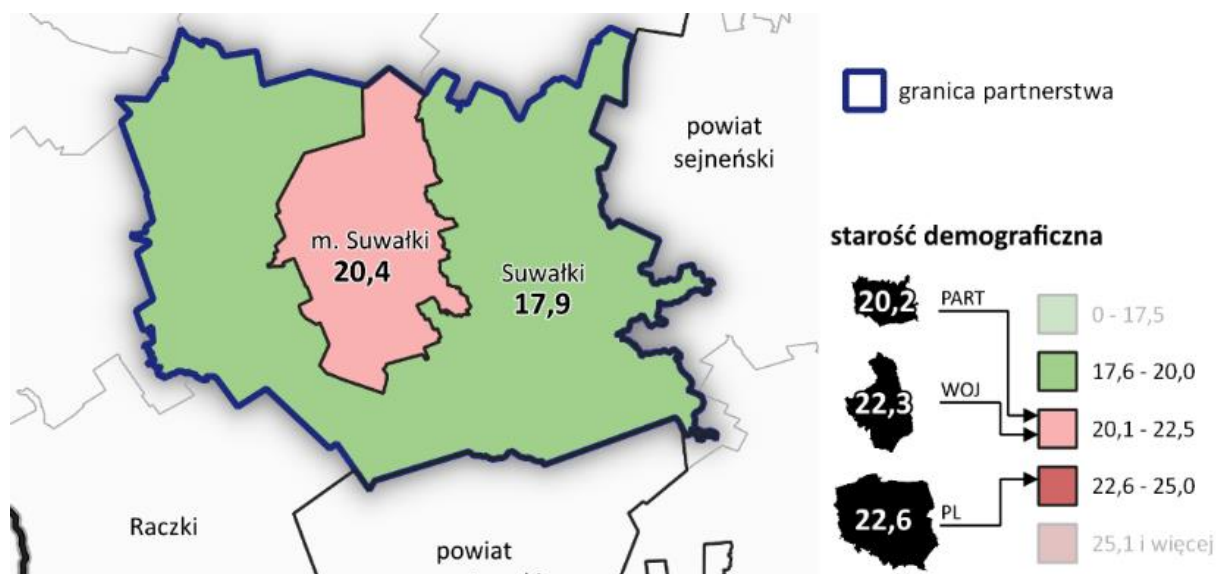 granica partnerstwa
powiat
sejneński
m. Suwałki
20,4
Suwałki
17,9
Raczki
powiat
starość demograficzna
20,2
PART
22,3
WOJ
22,6
PL
0 - 17,5
17,6 - 20,0
20,1 - 22,5
22,6 - 25,0
25,1 i więcej